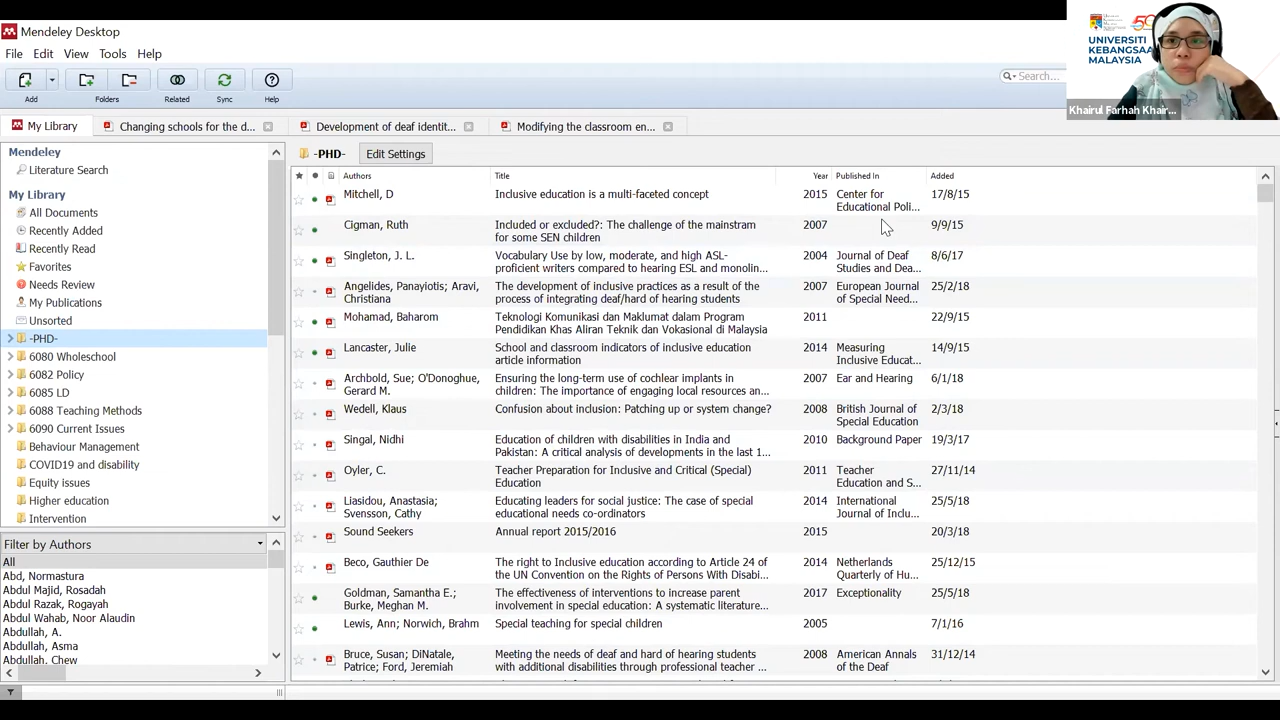 Mendeley Desktop
File Edit View Tools Help
Add Folders Related Sync Help
Search...
UNIVERSITI
KEBANGSAAN
MALAYSIA
Khairul Farhah Khair...
My Library Changing schools for the d... Development of deaf identit... Modifying the classroom en...
Mendeley
Literature Search
My Library
All Documents
Recently Added
Recently Read
Favorites
Needs Review
My Publications
Unsorted
-PHD-
6080 Wholeschool
6082 Policy
6085 LD
6088 Teaching Methods
6090 Current Issues
Behaviour Management
COVID19 and disability
Equity issues
Higher education
Intervention
Filter by Authors
All
Abd, Normastura
Abdul Majid, Rosadah
Abdul Razak, Rogayah
Abdul Wahab, Noor Alaudin
Abdullah, A.
Abdullah, Asma
Abdullah, Chew
-PHD- Edit Settings
Authors Title Year Published In Added
Mitchell, D Inclusive education is a multi-faceted concept 2015 Center for 17/8/15
Educational Poli...
Cigman, Ruth Included or excluded?: The challenge of the mainstram 2007 9/9/15
for some SEN children
Singleton, J. L. Vocabulary Use by low, moderate, and high ASL- 2004 Journal of Deaf 8/6/17
proficient writers compared to hearing ESL and monolin... Studies and Dea...
Angelides, Panayiotis; Aravi, The development of inclusive practices as a result of the 2007 European Journal 25/2/18
Christiana process of integrating deaf/hard of hearing students of Special Need...
Mohamad, Baharom Teknologi Komunikasi dan Maklumat dalam Program 2011 22/9/15
Pendidikan Khas Aliran Teknik dan Vokasional di Malaysia
Lancaster, Julie School and classroom indicators of inclusive education 2014 Measuring 14/9/15
article information Inclusive Educat...
Archbold, Sue; O'Donoghue, Ensuring the long-term use of cochlear implants in 2007 Ear and Hearing 6/1/18
Gerard M. children: The importance of engaging local resources an...
Wedell, Klaus Confusion about inclusion: Patching up or system change? 2008 British Journal of 2/3/18
Special Education
Singal, Nidhi Education of children with disabilities in India and 2010 Background Paper 19/3/17
Pakistan: A critical analysis of developments in the last 1...
Oyler, C. Teacher Preparation for Inclusive and Critical (Special) 2011 Teacher 27/11/14
Education Education and S...
Liasidou, Anastasia; Educating leaders for social justice: The case of special 2014 International 25/5/18
Svensson, Cathy educational needs co-ordinators Journal of Inclu...
Sound Seekers Annual report 2015/2016 2015 20/3/18
Beco, Gauthier De The right to Inclusive education according to Article 24 of 2014 Netherlands 25/12/15
the UN Convention on the Rights of Persons With Disabi... Quarterly of Hu...
Goldman, Samantha E.; The effectiveness of interventions to increase parent 2017 Exceptionality 25/5/18
Burke, Meghan M. involvement in special education: A systematic literature...
Lewis, Ann; Norwich, Brahm Special teaching for special children 2005 7/1/16
Bruce, Susan; DiNatale, Meeting the needs of deaf and hard of hearing students 2008 American Annals 31/12/14
Patrice; Ford, Jeremiah with additional disabilities through professional teacher ... of the Deaf